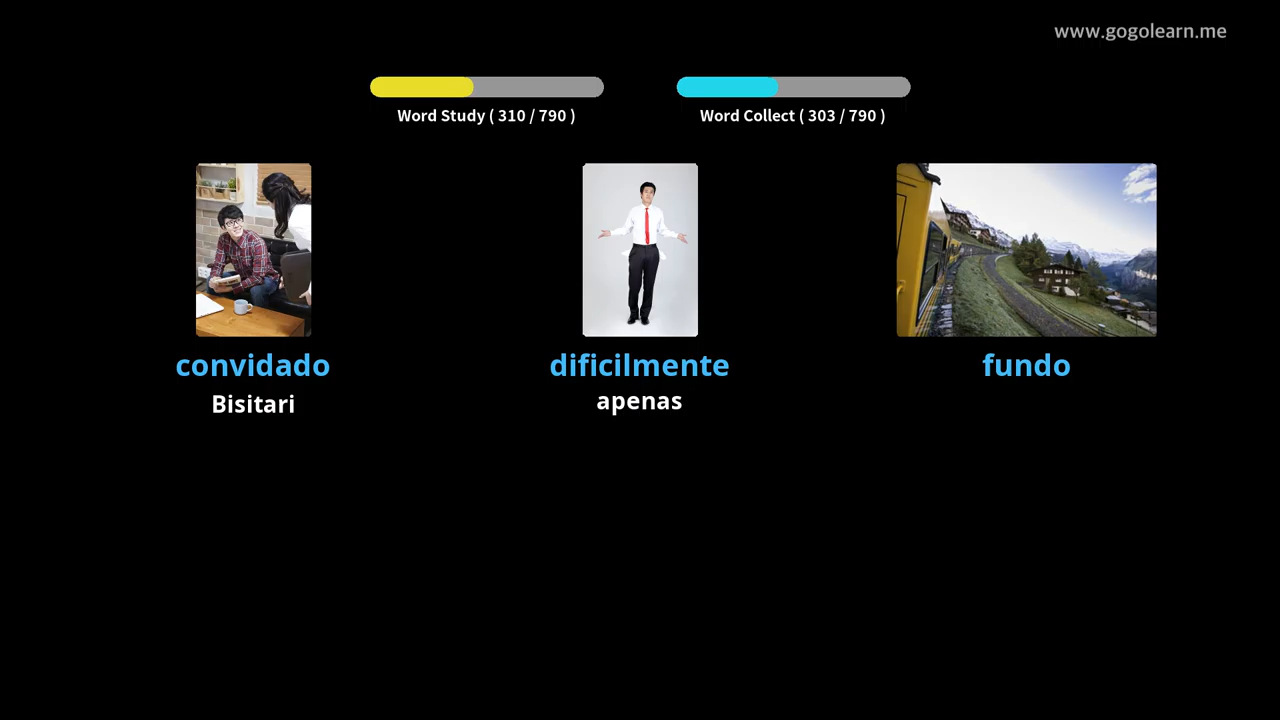 www.gogolearn.me
Word Study ( 310 / 790 )
Word Collect ( 303 / 790 )
convidado
Bisitari
dificilmente
apenas
fundo